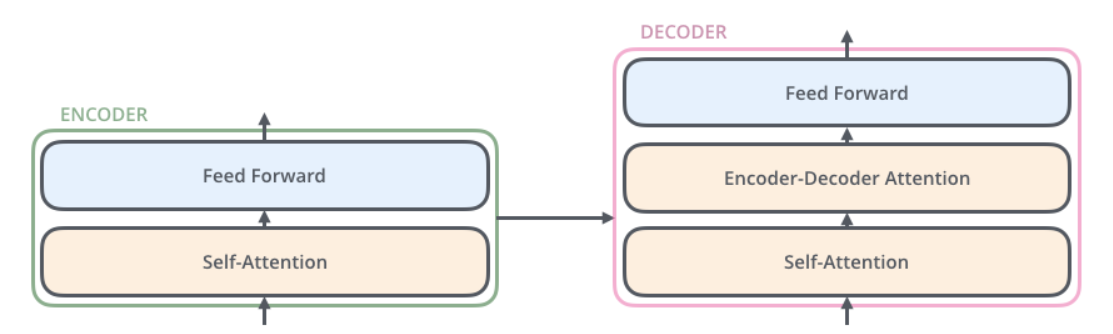 ENCODER
Feed Forward
Self-Attention
DECODER
Feed Forward
Encoder-Decoder Attention
Self-Attention